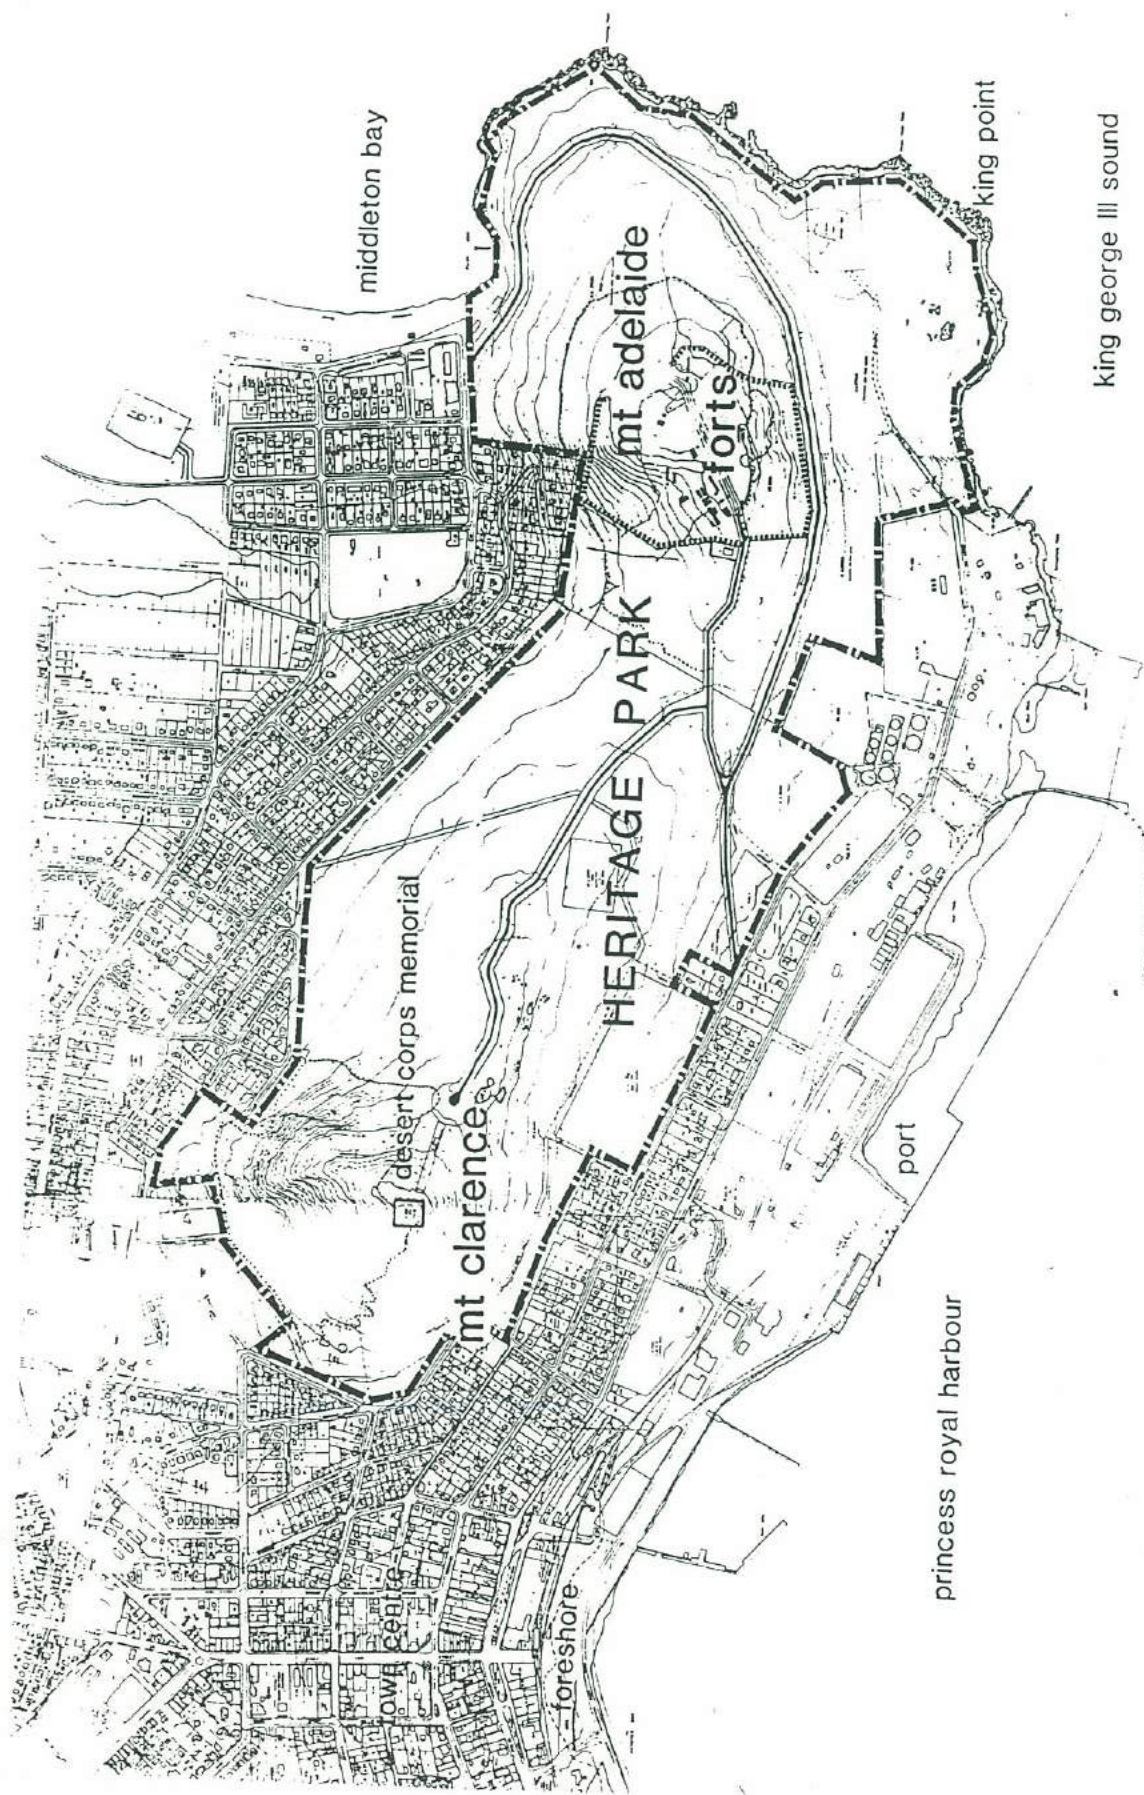 middleton bay
king point
king george III sound
mt adelaide
forts
HERITAGE PARK
desert corps memorial
mt clarence
port
princess royal harbour
town centre
foreshore